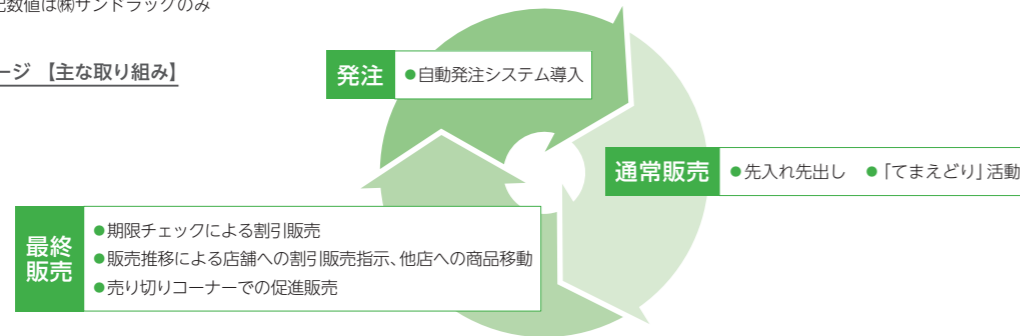 記数値は㈱サンドラッグのみ
ージ 【主な取り組み】
発注
●自動発注システム導入
通常販売
●先入れ先出し ●「てまえどり」活動
最終
販売
●期限チェックによる割引販売
●販売推移による店舗への割引販売指示、他店への商品移動
●売り切りコーナーでの促進販売